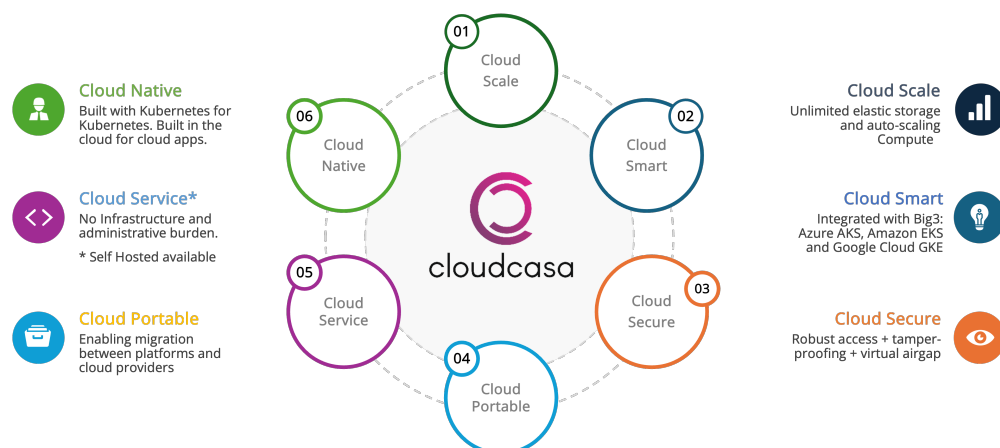 01
Cloud
Scale
02
Cloud
Smart
03
Cloud
Secure
04
Cloud
Portable
05
Cloud
Service
06
Cloud
Native
cloudcasa
Cloud Native
Built with Kubernetes for
Kubernetes. Built in the
cloud for cloud apps.
Cloud Service*
No Infrastructure and
administrative burden.
* Self Hosted available
Cloud Portable
Enabling migration
between platforms and
cloud providers
Cloud Scale
Unlimited elastic storage
and auto-scaling
Compute
Cloud Smart
Integrated with Big3:
Azure AKS, Amazon EKS
and Google Cloud GKE
Cloud Secure
Robust access + tamper-
proofing + virtual airgap